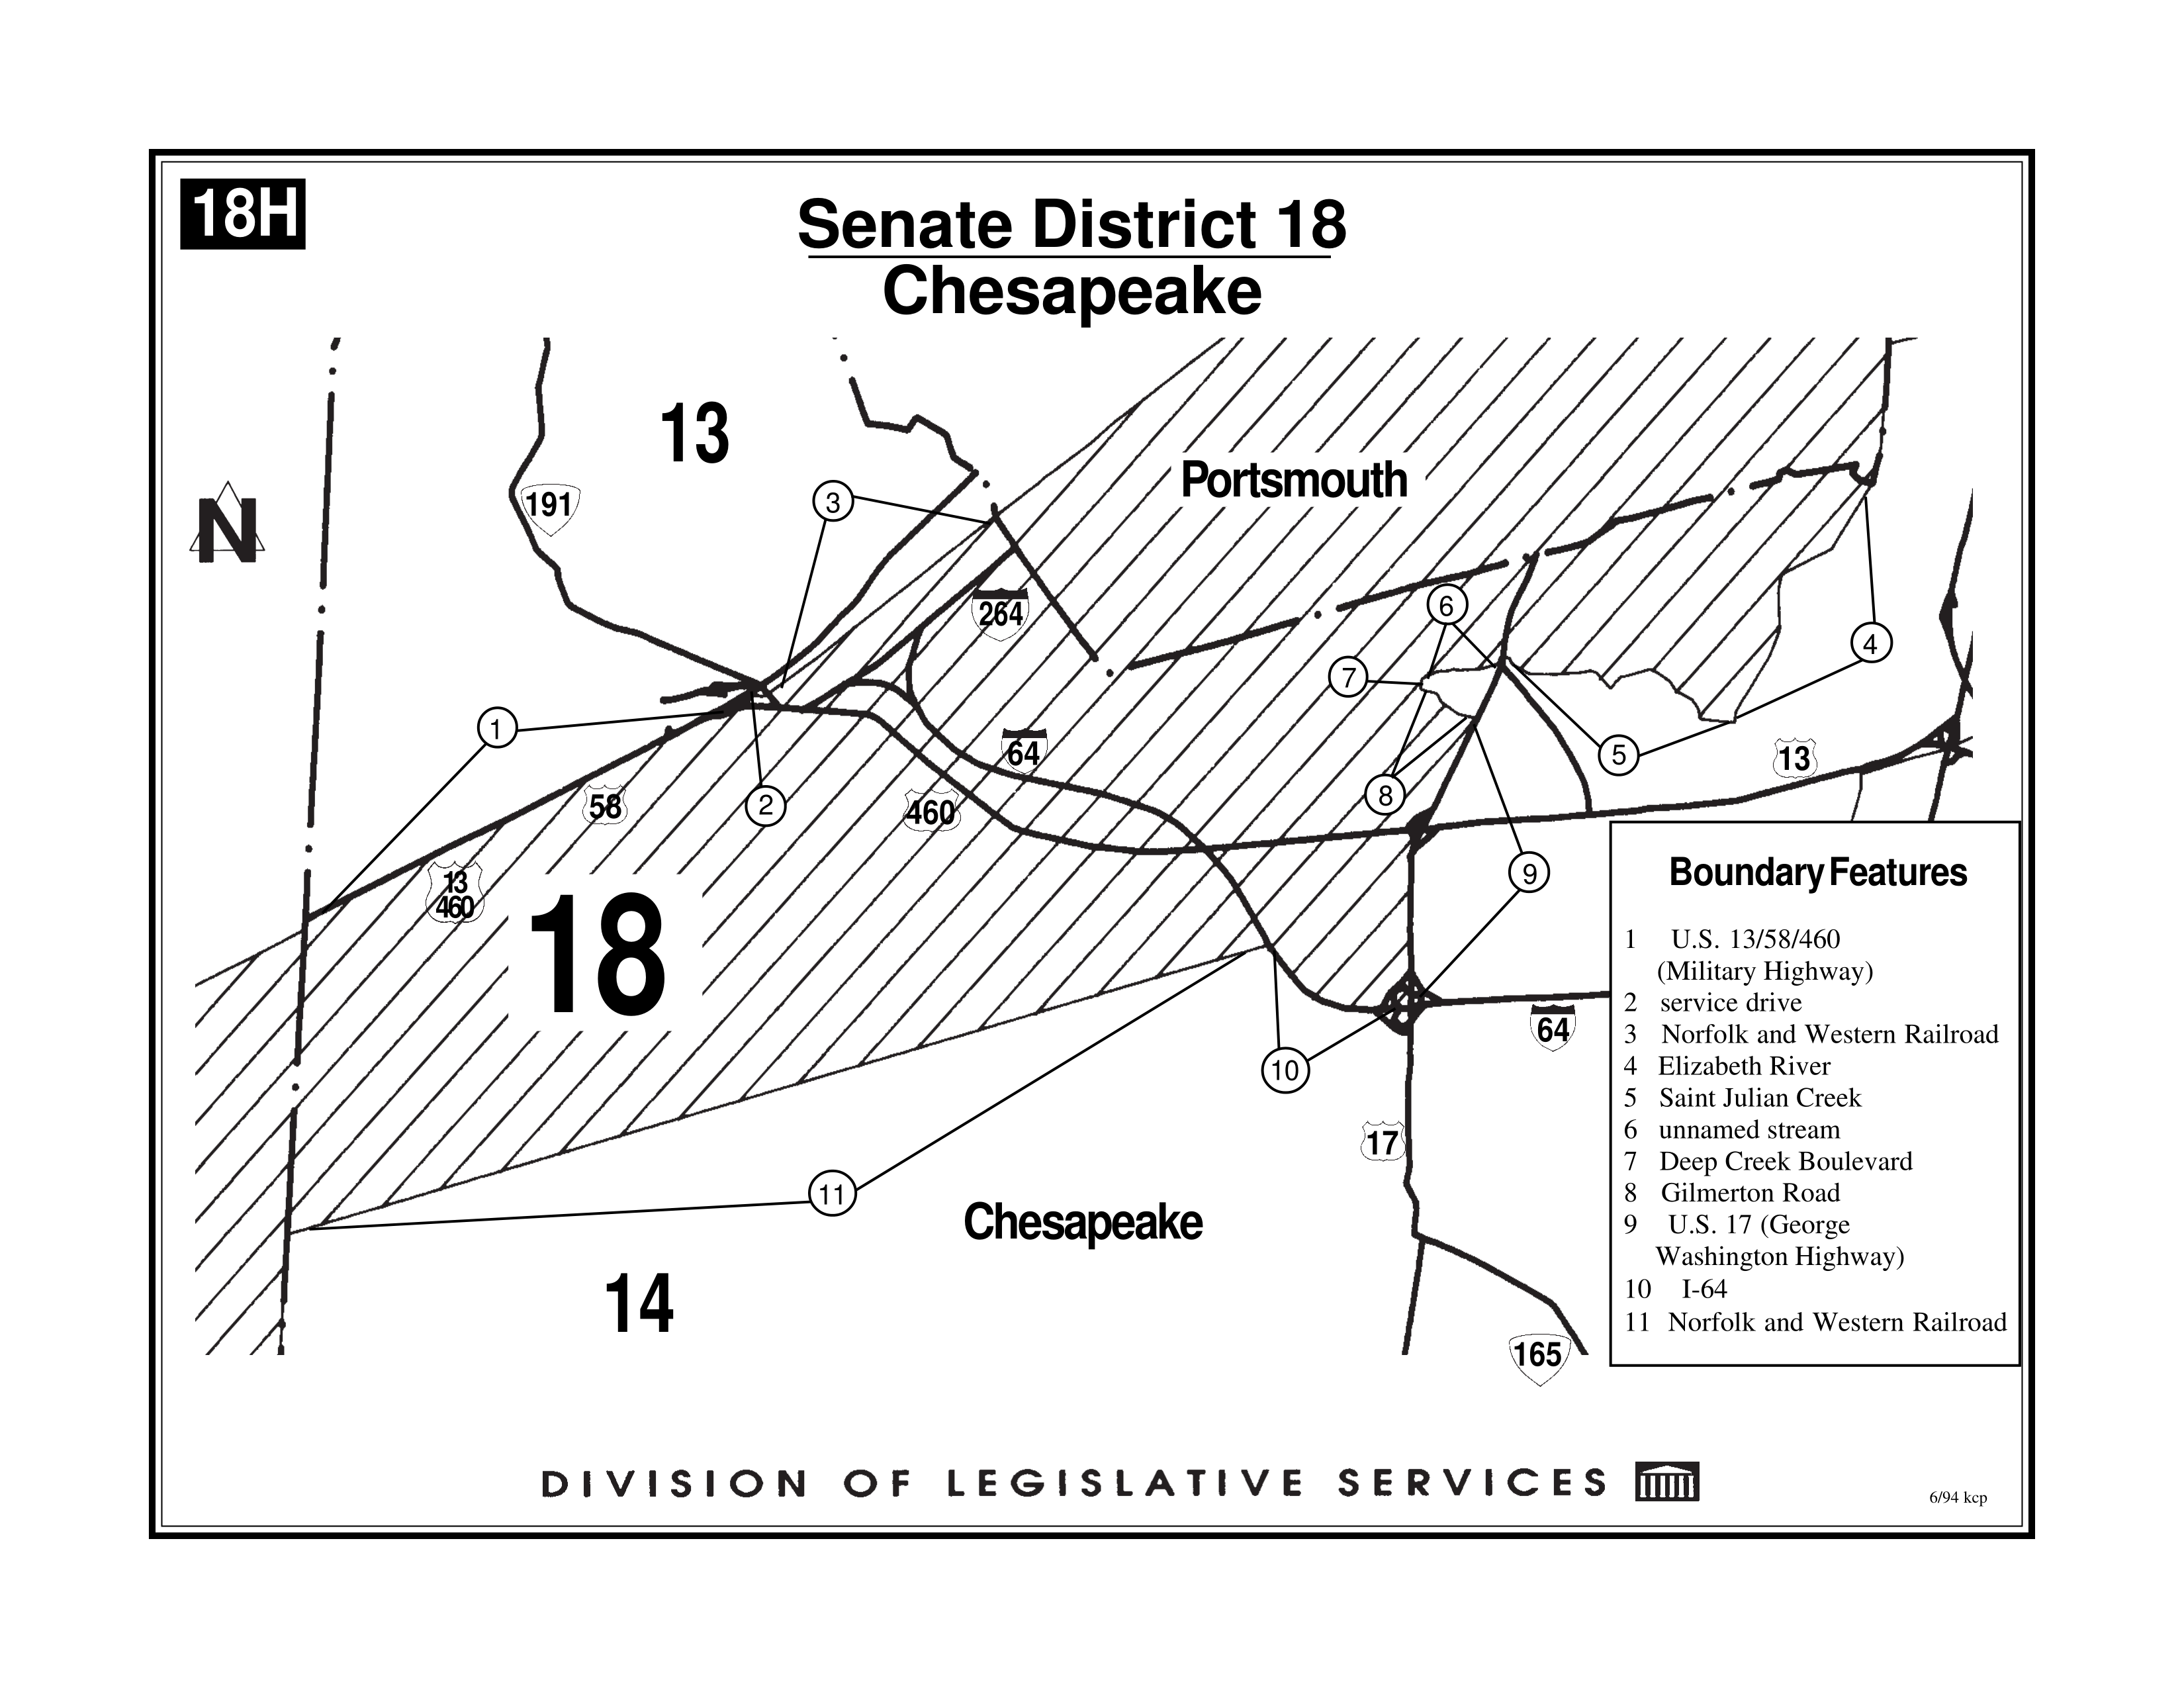 18H
Senate District 18
Chesapeake
13
Portsmouth
191
3
N
264
6
4
7
1
64
5
13
58
2
460
8
13
460
9
18
64
10
17
11
Chesapeake
14
165
Boundary Features
1 U.S. 13/58/460
(Military Highway)
2 service drive
3 Norfolk and Western Railroad
4 Elizabeth River
5 Saint Julian Creek
6 unnamed stream
7 Deep Creek Boulevard
8 Gilmerton Road
9 U.S. 17 (George
Washington Highway)
10 I-64
11 Norfolk and Western Railroad
DIVISION OF LEGISLATIVE SERVICES
6/94 kcp